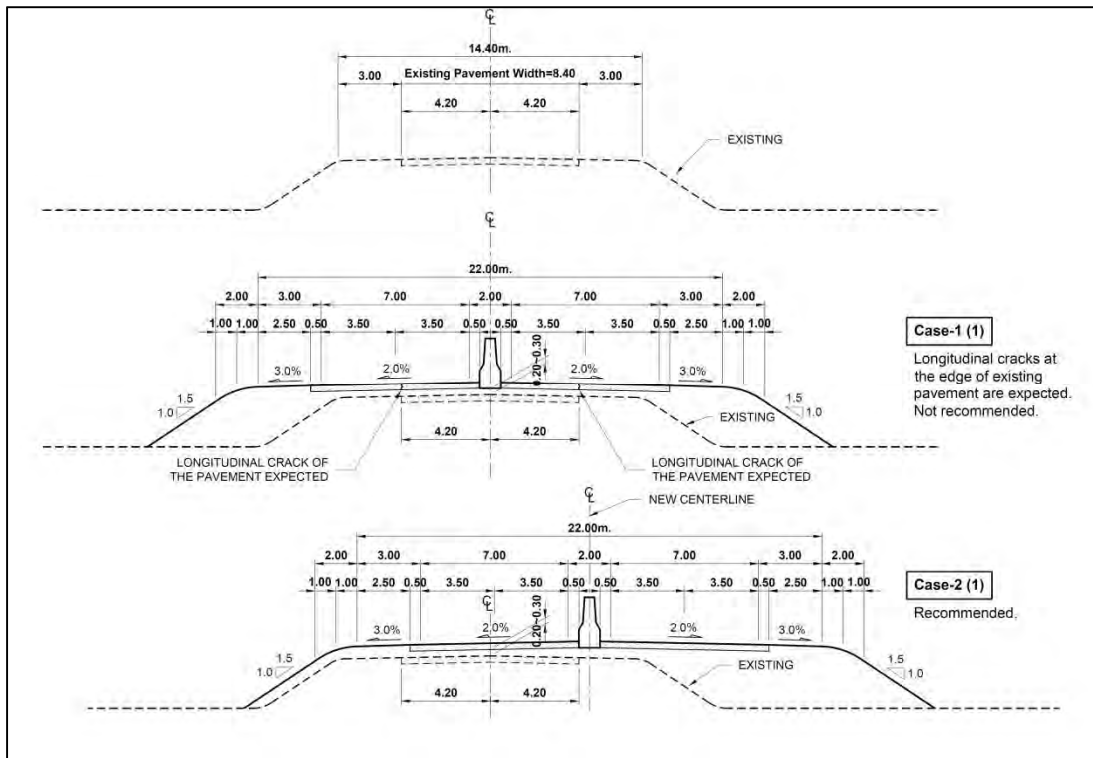 CL
14.40m.
3.00 Existing Pavement Width=8.40 3.00
4.20 4.20
EXISTING
CL
22.00m.
2.00 3.00 7.00 2.00 7.00 3.00 2.00
1.00 1.00 2.50 0.50 3.50 3.50 0.50 0.50 3.50 3.50 0.50 2.50 1.00 1.00
0.20~0.30
3.0% 2.0% 2.0% 3.0%
1.5 1.5
1.0 1.0
EXISTING
4.20 4.20
LONGITUDINAL CRACK OF
THE PAVEMENT EXPECTED
LONGITUDINAL CRACK OF
THE PAVEMENT EXPECTED
Case-1 (1)
Longitudinal cracks at
the edge of existing
pavement are expected.
Not recommended.
CL
NEW CENTERLINE
22.00m.
2.00 3.00 7.00 2.00 7.00 3.00 2.00
1.00 1.00 2.50 0.50 3.50 3.50 0.50 0.50 3.50 3.50 0.50 2.50 1.00 1.00
CL
0.20~0.30
3.0% 2.0% 2.0% 3.0%
1.5 1.5
1.0 1.0
EXISTING
4.20 4.20
Case-2 (1)
Recommended.